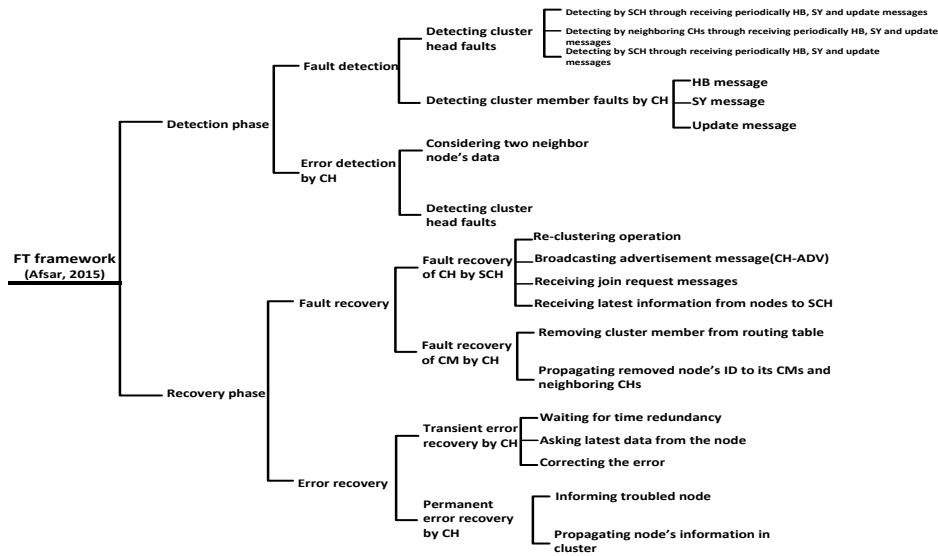 Detecting by SCH through receiving periodically HB, SY and update messages
Detecting cluster
head faults
Detecting by neighboring CHs through receiving periodically HB, SY and update
messages
Detecting by SCH through receiving periodically HB, SY and update
messages
Fault detection
HB message
Detecting cluster member faults by CH
SY message
Update message
Detection phase
Considering two neighbor
node's data
Error detection
by CH
Detecting cluster
head faults
FT framework
(Afsar, 2015)
Re-clustering operation
Fault recovery
of CH by SCH
Broadcasting advertisement message(CH-ADV)
Receiving join request messages
Receiving latest information from nodes to SCH
Fault recovery
Removing cluster member from routing table
Fault recovery
of CM by CH
Propagating removed node's ID to its CMs and
neighboring CHs
Recovery phase
Waiting for time redundancy
Transient error
recovery by CH
Asking latest data from the node
Correcting the error
Error recovery
Informing troubled node
Permanent
error recovery
by CH
Propagating node's information in
cluster